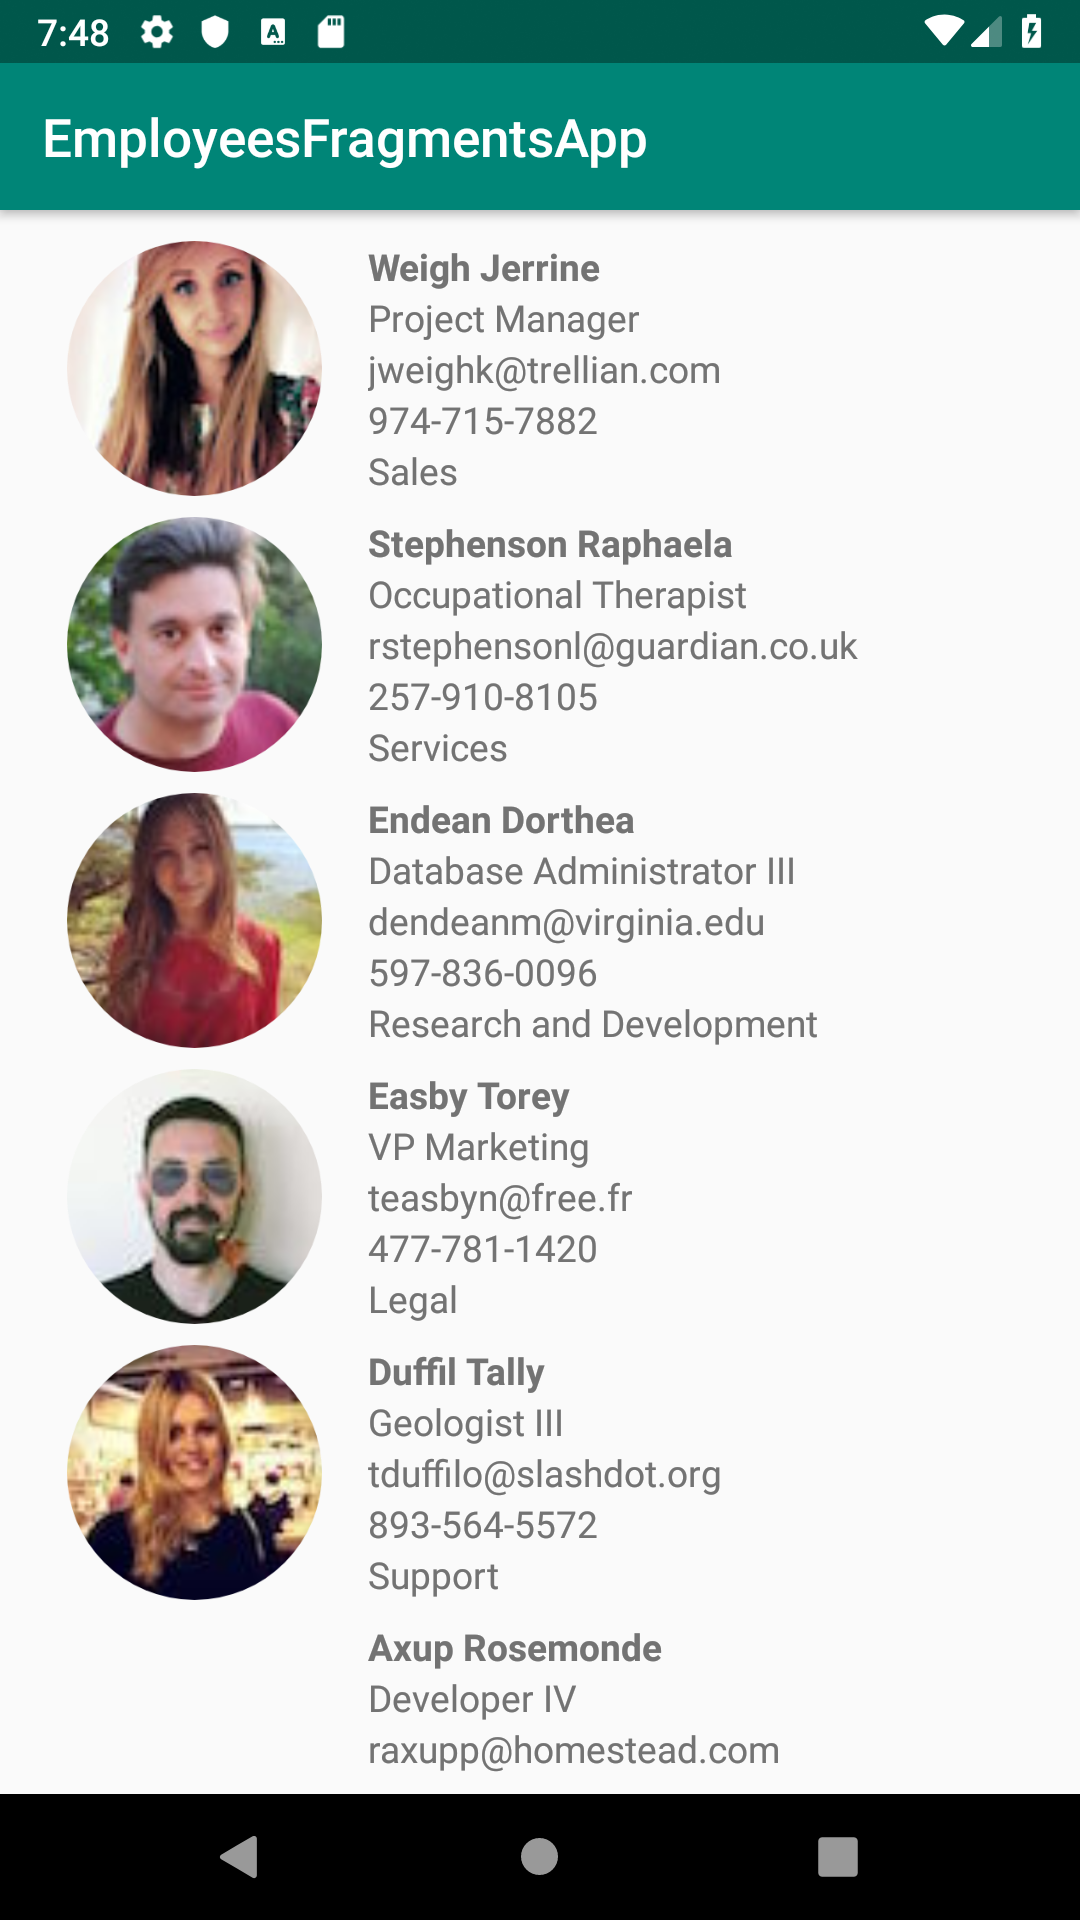 7:48
EmployeesFragmentsApp
Weigh Jerrine
Project Manager
jweighk@trellian.com
974-715-7882
Sales
Stephenson Raphaela
Occupational Therapist
rstephensonl@guardian.co.uk
257-910-8105
Services
Endean Dorthea
Database Administrator III
dendeanm@virginia.edu
597-836-0096
Research and Development
Easby Torey
VP Marketing
teasbyn@free.fr
477-781-1420
Legal
Duffil Tally
Geologist III
tduffilo@slashdot.org
893-564-5572
Support
Axup Rosemonde
Developer IV
raxupp@homestead.com